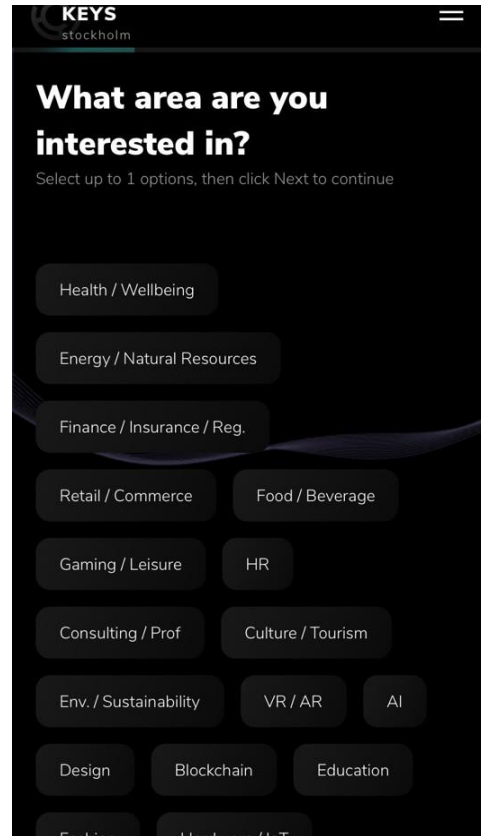 KEYS
stockholm
What area are you
interested in?
Select up to 1 options, then click Next to continue
Health / Wellbeing
Energy / Natural Resources
Finance / Insurance / Reg.
Retail / Commerce Food / Beverage
Gaming / Leisure HR
Consulting / Prof Culture / Tourism
Env. / Sustainability VR / AR AI
Design Blockchain Education